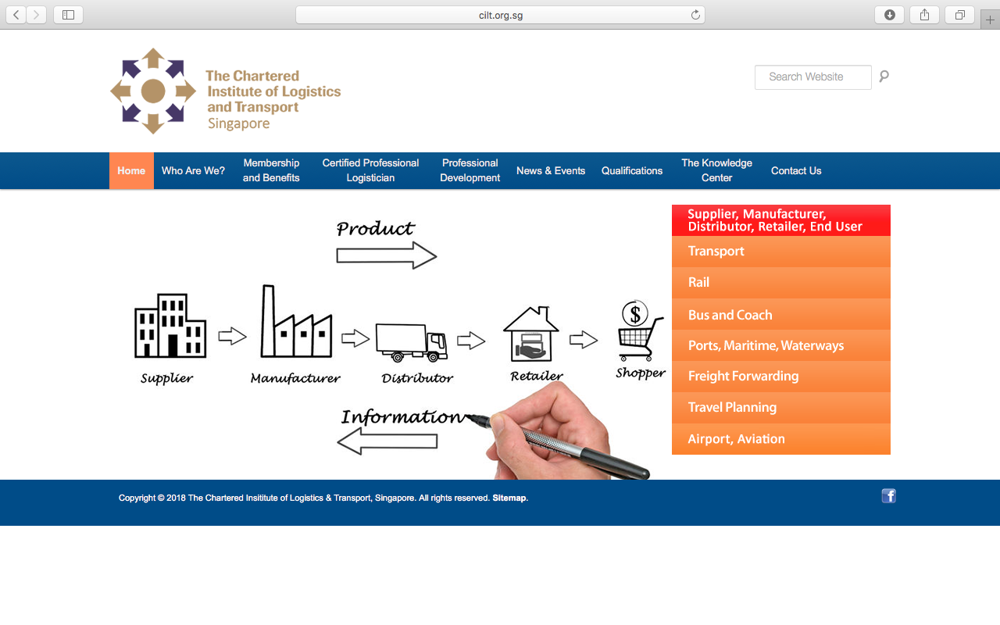 cilt.org.sg
The Chartered
Institute of Logistics
and Transport
Singapore
Search Website
Home
Who Are We?
Membership
and Benefits
Certified Professional
Logistician
Professional
Development
News & Events
Qualifications
The Knowledge
Center
Contact Us
Product
Supplier
Manufacturer
Distributor
Retailer
$
Shopper
Information
Supplier, Manufacturer,
Distributor, Retailer, End User
Transport
Rail
Bus and Coach
Ports, Maritime, Waterways
Freight Forwarding
Travel Planning
Airport, Aviation
Copyright © 2018 The Chartered Insititute of Logistics & Transport, Singapore. All rights reserved. Sitemap.
f